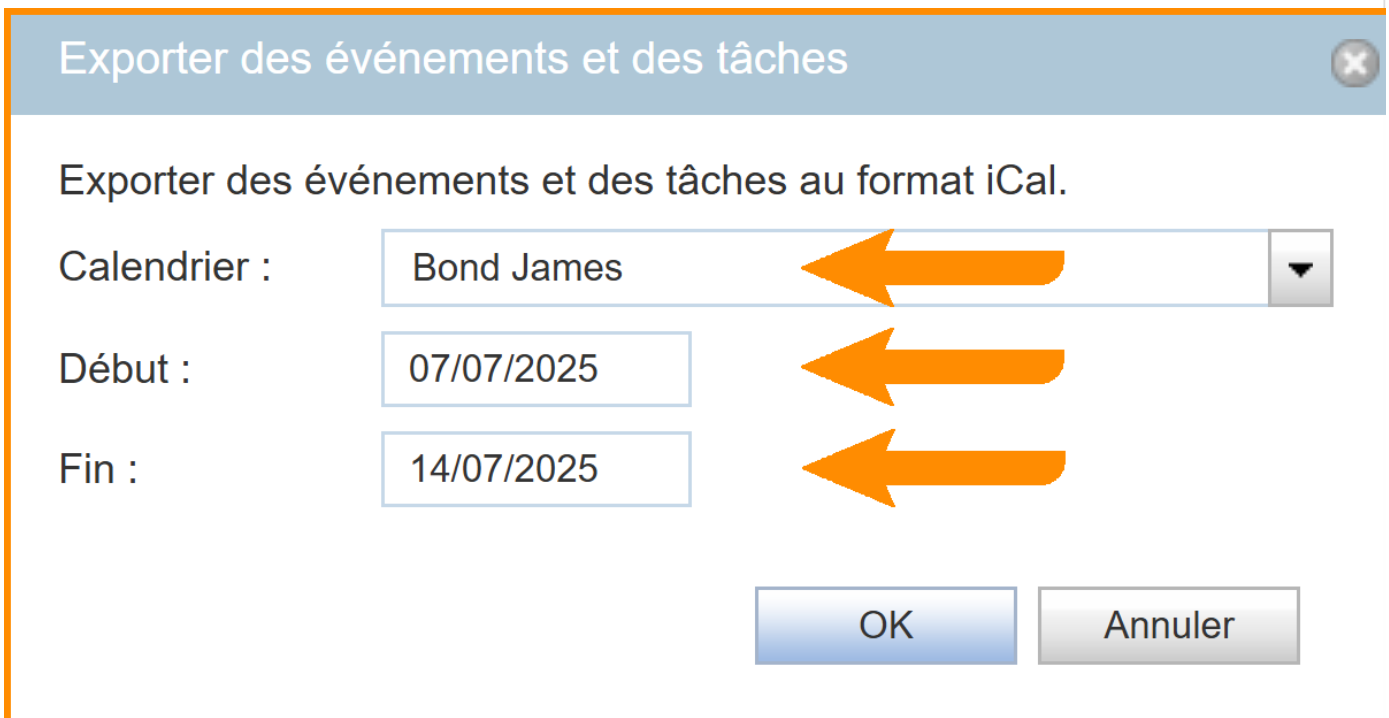 Exporter des événements et des tâches
Exporter des événements et des tâches au format iCal.
Calendrier : Bond James
Début : 07/07/2025
Fin : 14/07/2025
OK Annuler